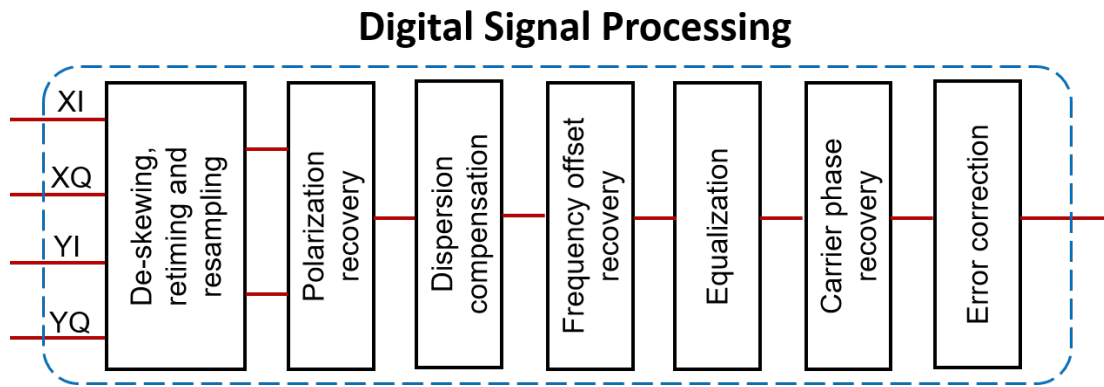 Digital Signal Processing
XI
XQ
YI
YQ
De-skewing,
retiming and
resampling
Polarization
recovery
Dispersion
compensation
Frequency offset
recovery
Equalization
Carrier phase
recovery
Error correction